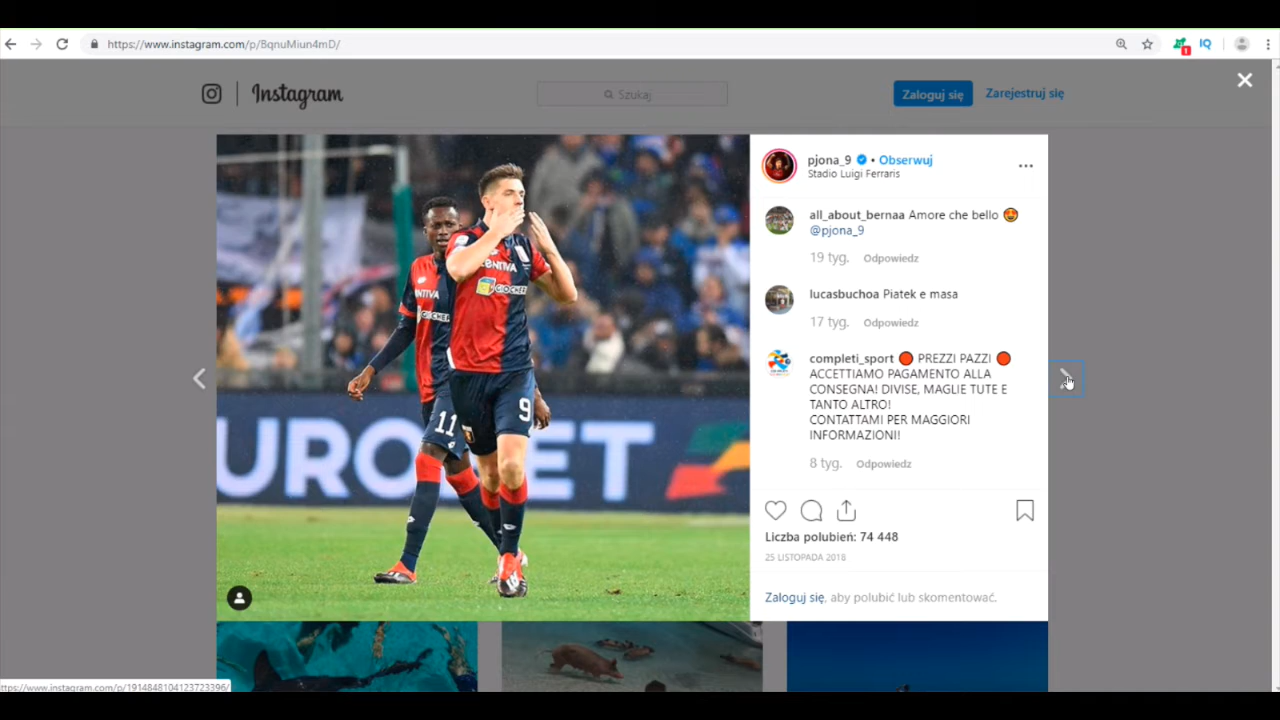 https://www.instagram.com/p/BqnuMiun4mD/
1
IQ
Instagram
Szukaj
Zaloguj się
Zarejestruj się
pjona_9 • Obserwuj
Stadio Luigi Ferraris
all_about_bernaa Amore che bello
@pjona_9
19 tyg. Odpowiedz
lucasbuchoa Piatek e masa
17 tyg. Odpowiedz
completi_sport PREZZI PAZZI
ACCETTIAMO PAGAMENTO ALLA
CONSEGNA! DIVISE, MAGLIE TUTE E
TANTO ALTRO!
CONTATTAMI PER MAGGIORI
INFORMAZIONI!
8 tyg. Odpowiedz
Liczba polubień: 74 448
25 LISTOPADA 2018
Zaloguj się, aby polubić lub skomentować.
GIOCHER
9
11
UROBET
ttps://www.instagram.com/p/1914848104123723396/